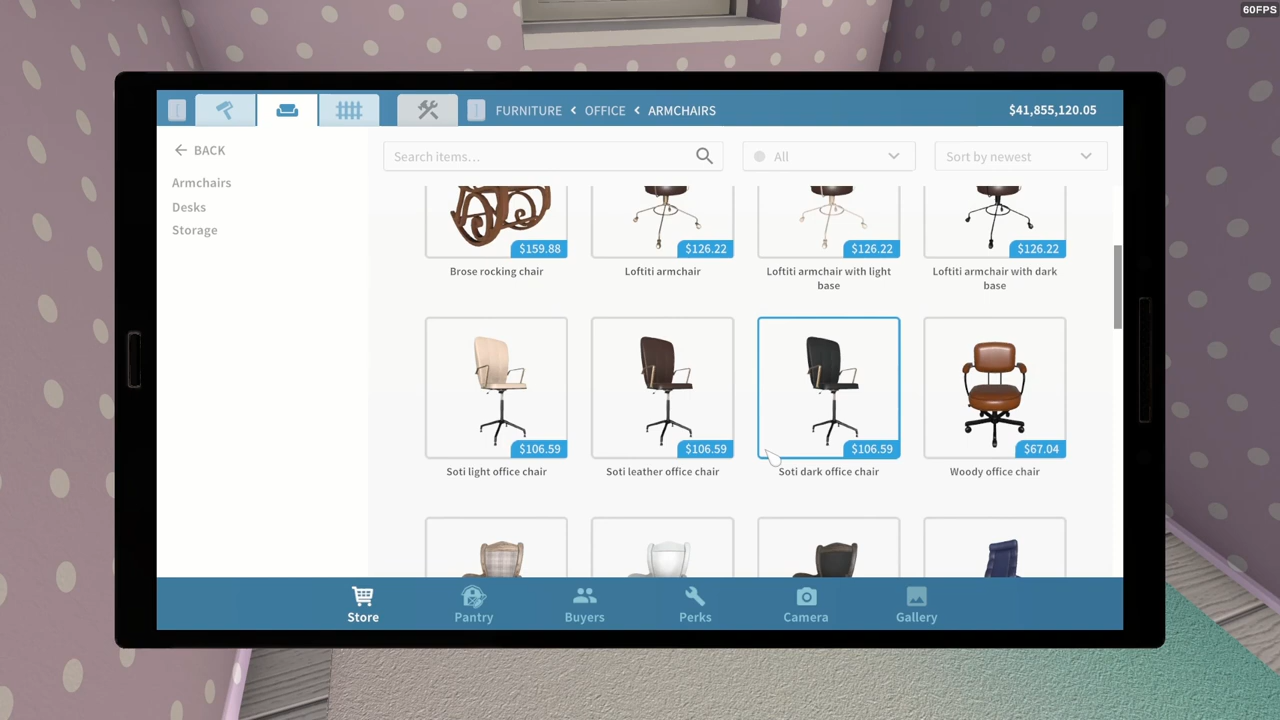 60FPS
FURNITURE < OFFICE < ARMCHAIRS
$41,855,120.05
BACK
Search items...
All
Sort by newest
Armchairs
Desks
Storage
$159.88
$126.22
$126.22
$126.22
Brose rocking chair
Loftiti armchair
Loftiti armchair with light
base
Loftiti armchair with dark
base
$106.59
$106.59
$106.59
$67.04
Soti light office chair
Soti leather office chair
Soti dark office chair
Woody office chair
Store
Pantry
Buyers
Perks
Camera
Gallery